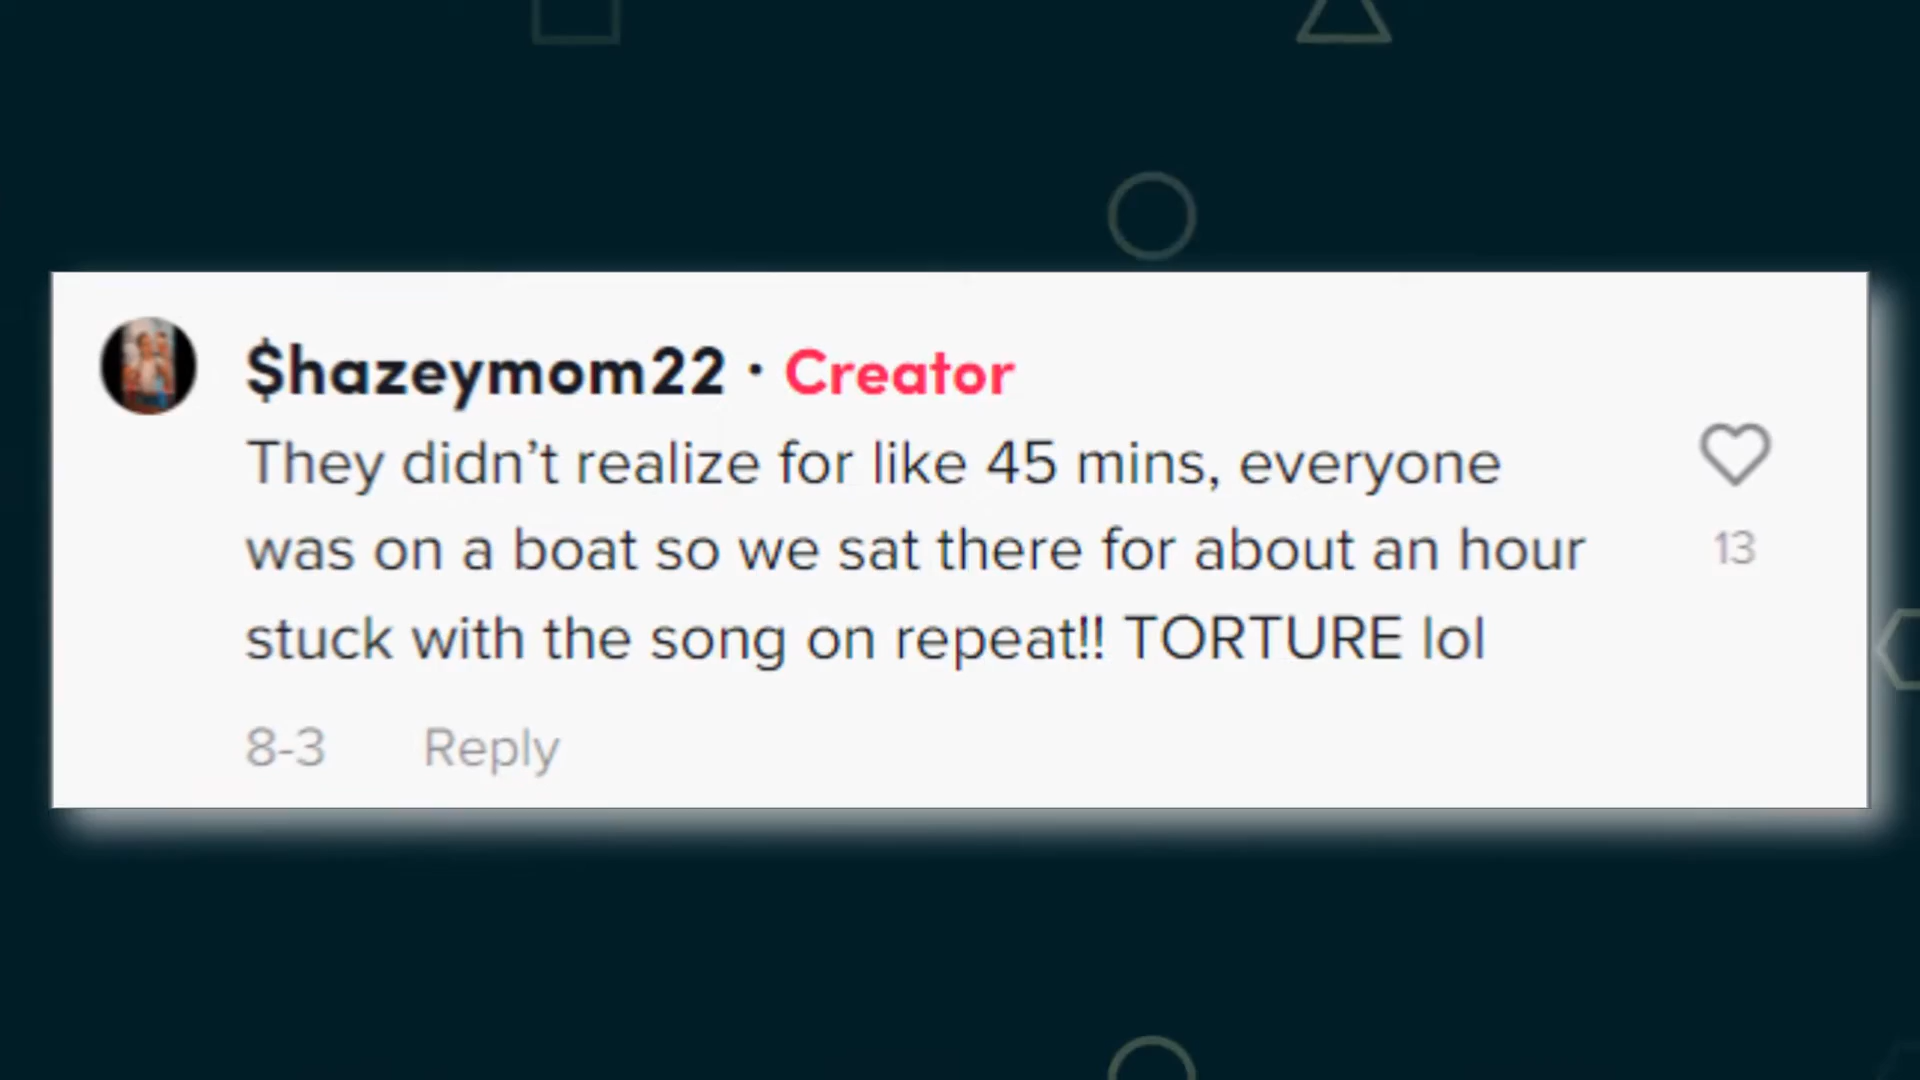 $hazeymom22 · Creator
They didn’t realize for like 45 mins, everyone
was on a boat so we sat there for about an hour
stuck with the song on repeat!! TORTURE lol
13
8-3 Reply